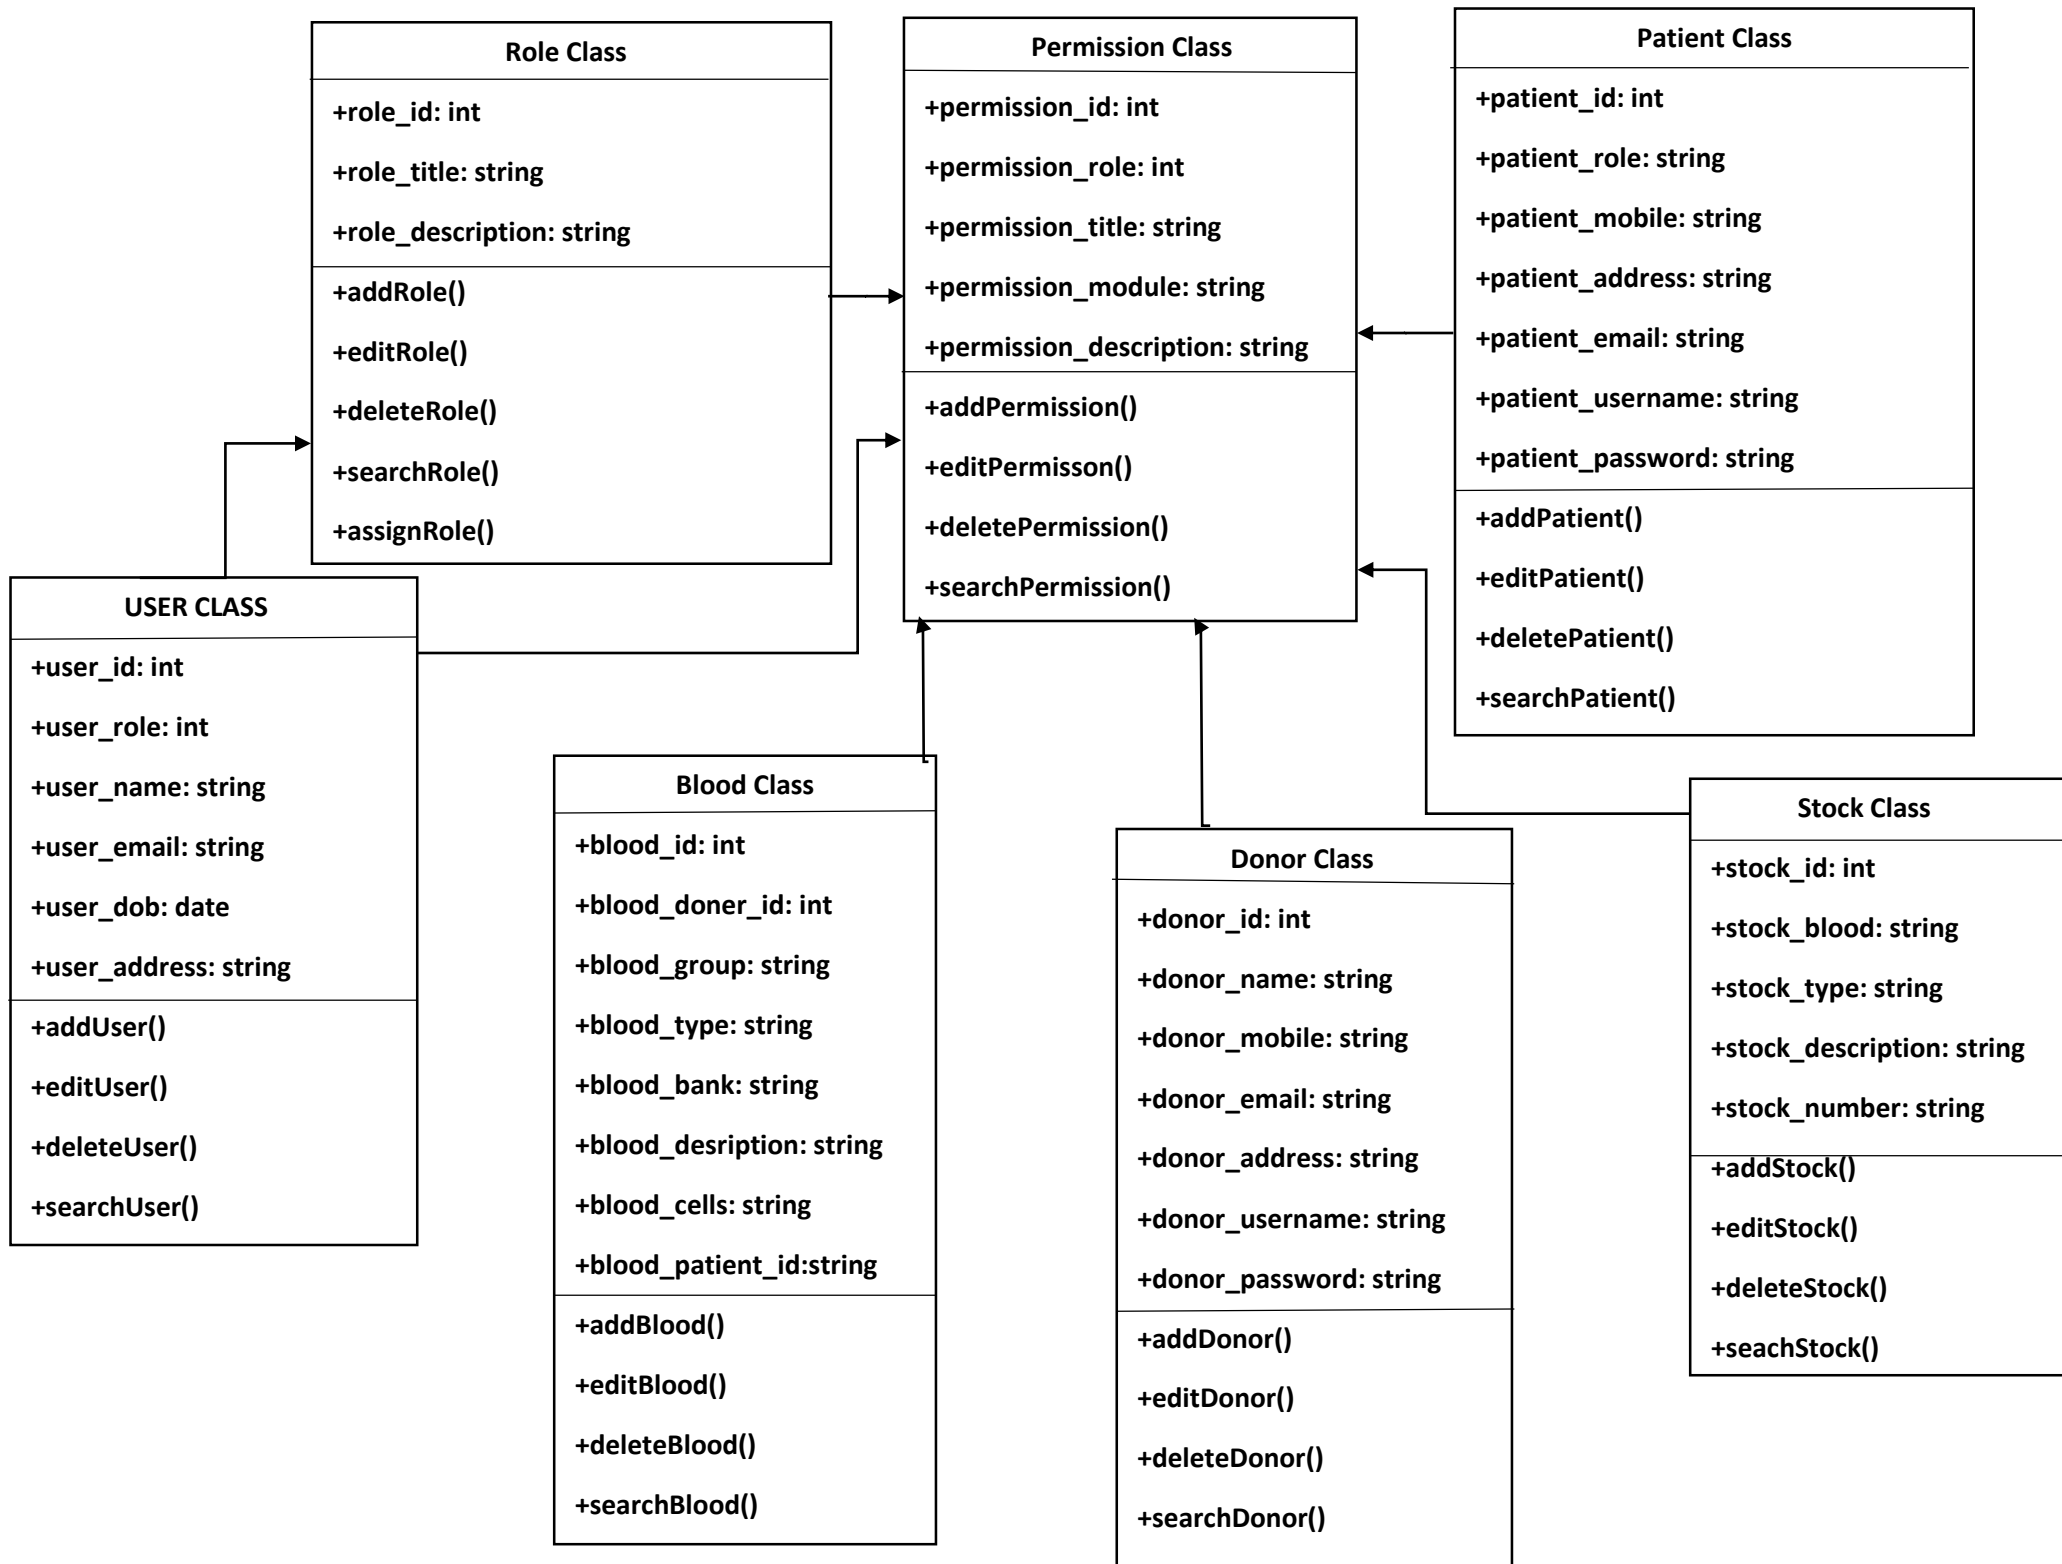 Role Class
+role_id: int
+role_title: string
+role_description: string
+addRole()
+editRole()
+deleteRole()
+searchRole()
+assignRole()
Permission Class
+permission_id: int
+permission_role: int
+permission_title: string
+permission_module: string
+permission_description: string
+addPermission()
+editPermisson()
+deletePermission()
+searchPermission()
Patient Class
+patient_id: int
+patient_role: string
+patient_mobile: string
+patient_address: string
+patient_email: string
+patient_username: string
+patient_password: string
+addPatient()
+editPatient()
+deletePatient()
+searchPatient()
USER CLASS
+user_id: int
+user_role: int
+user_name: string
+user_email: string
+user_dob: date
+user_address: string
+addUser()
+editUser()
+deleteUser()
+searchUser()
Blood Class
+blood_id: int
+blood_doner_id: int
+blood_group: string
+blood_type: string
+blood_bank: string
+blood_desription: string
+blood_cells: string
+blood_patient_id:string
+addBlood()
+editBlood()
+deleteBlood()
+searchBlood()
Donor Class
+donor_id: int
+donor_name: string
+donor_mobile: string
+donor_email: string
+donor_address: string
+donor_username: string
+donor_password: string
+addDonor()
+editDonor()
+deleteDonor()
+searchDonor()
Stock Class
+stock_id: int
+stock_blood: string
+stock_type: string
+stock_description: string
+stock_number: string
+addStock()
+editStock()
+deleteStock()
+seachStock()